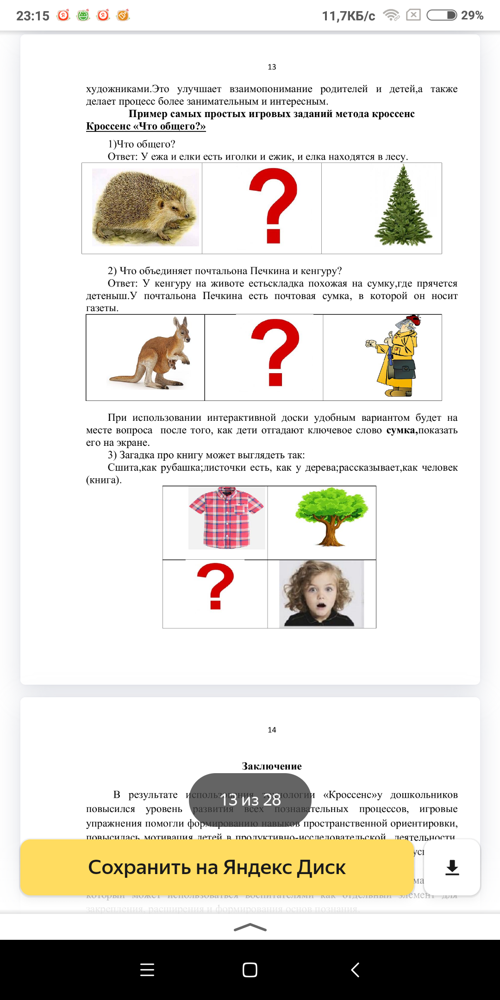 23:15
11,7КБ/с
29%
13
художниками.Это улучшает взаимопонимание родителей и детей,а также
делает процесс более занимательным и интересным.
Пример самых простых игровых заданий метода кроссенс
Кроссенс «Что общего?»
1)Что общего?
Ответ: У ежа и елки есть иголки и ежик, и елка находятся в лесу.
?
2) Что объединяет почтальона Печкина и кенгуру?
Ответ: У кенгуру на животе естьскладка похожая на сумку,где прячется
детеныш.У почтальона Печкина есть почтовая сумка, в которой он носит
газеты.
?
При использовании интерактивной доски удобным вариантом будет на
месте вопроса после того, как дети отгадают ключевое слово сумка,показать
его на экране.
3) Загадка про книгу может выглядеть так:
Сшита,как рубашка;листочки есть, как у дерева;рассказывает,как человек
(книга).
?
14
Заключение
В результате использования технологии «Кроссенс»у дошкольников
повысился уровень развития всех познавательных процессов, игровые
13 из 28
упражнения помогли формированию навыков пространственной ориентировки,
повысилась мотивация детей в продуктивно-исследовательской деятельности,
Сохранить на Яндекс Диск
который может использоваться воспитателями как отдельный элемент для
закрепления, расширения и формирования основ познания.